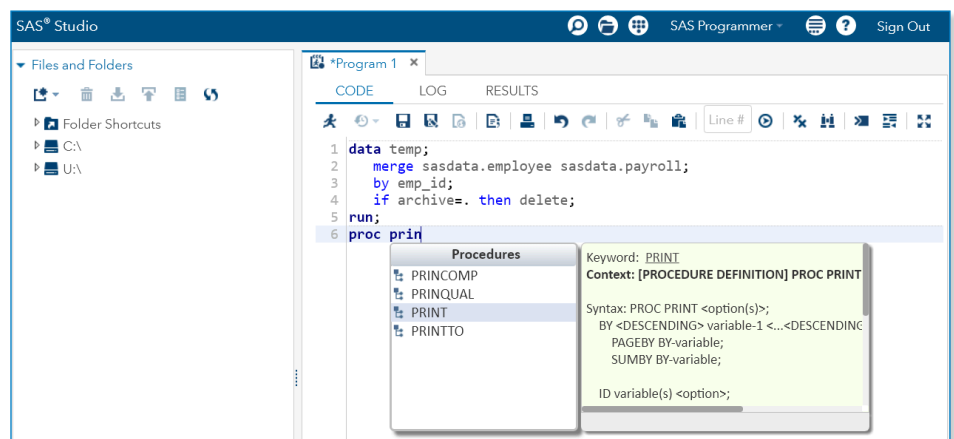 SAS® Studio
SAS Programmer
?
Sign Out
Files and Folders
Folder Shortcuts
C:\
U:\
*Program 1
CODE LOG RESULTS
Line #
1 data temp;
2 merge sasdata.employee sasdata.payroll;
3 by emp_id;
4 if archive=. then delete;
5 run;
6 proc prin
Procedures
PRINCOMP
PRINQUAL
PRINT
PRINTTO
Keyword: PRINT
Context: [PROCEDURE DEFINITION] PROC PRINT
Syntax: PROC PRINT <option(s)>;
BY <DESCENDING> variable-1 <...<DESCENDING
PAGEBY BY-variable;
SUMBY BY-variable;
ID variable(s) <option>;